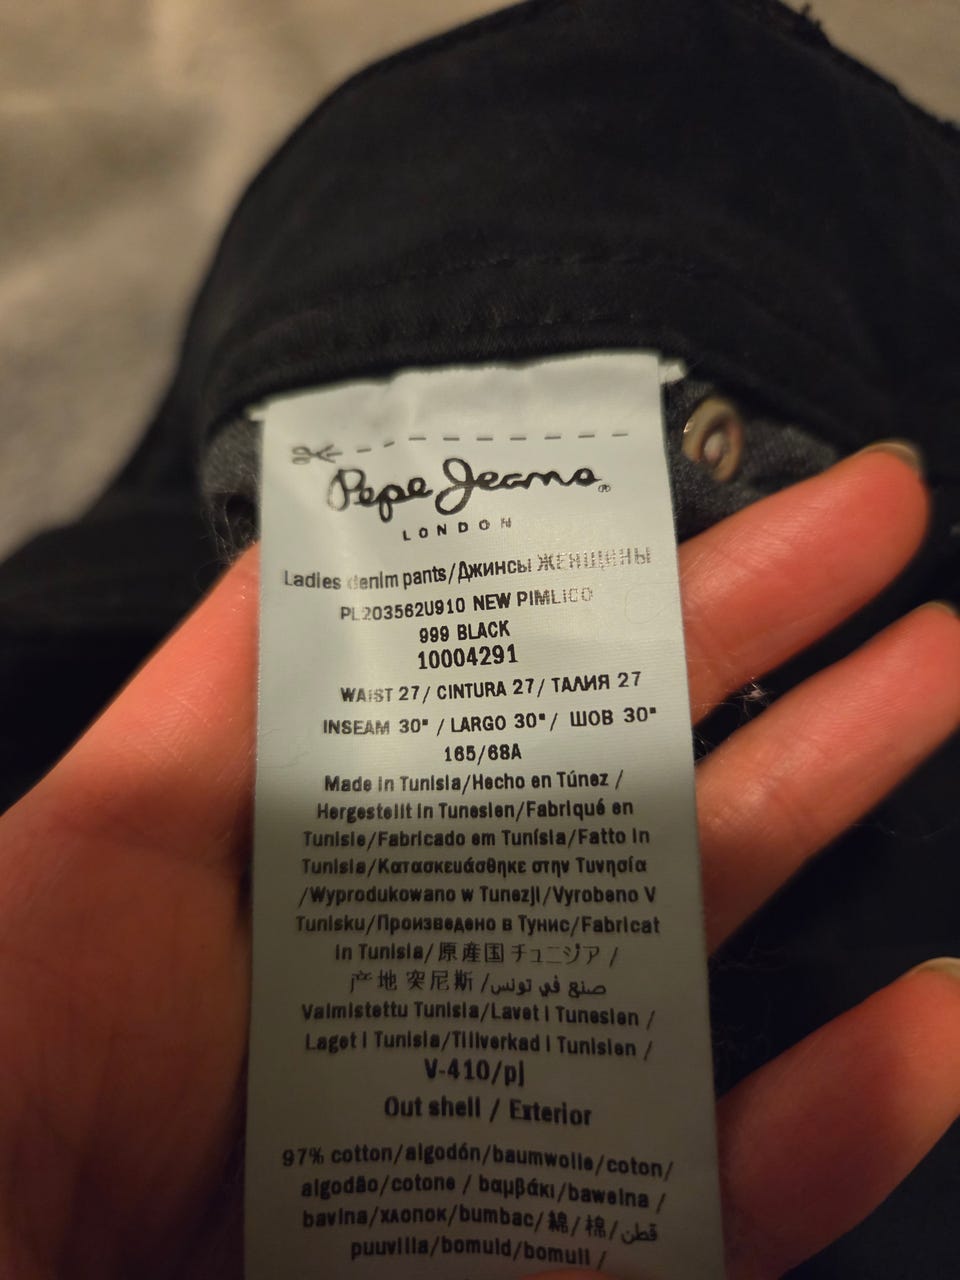 Pepe Jeans®
LONDON
Ladies denim pants/Джинсы ЖЕНЩИНЫ
PL203562U910 NEW PIMLICO
999 BLACK
10004291
WAIST 27/ CINTURA 27/ ТАЛИЯ 27
INSEAM 30" / LARGO 30"/ ШОВ 30"
165/68A
Made in Tunisia/Hecho en Túnez /
Hergestellt in Tunesien/Fabriqué en
Tunisie/Fabricado em Tunísia/Fatto in
Tunisia/Κατασκευάσθηκε στην Τυνησία
/Wyprodukowano w Tunezji/Vyrobeno V
Tunisku/Произведено в Тунис/Fabricat
in Tunisia/原産国チュニジア /
产地 突尼斯 /صنع في تونس
Valmistettu Tunisia/Lavet i Tunesien /
Laget i Tunisia/Tillverkad i Tunisien /
V-410/pj
Out shell / Exterior
97% cotton/algodón/baumwolle/coton/
algodão/cotone / βαμβάκι/bawełna /
bavlna/хлопок/bumbac/綿/棉/قطن
puuvilla/bomuld/bomull /